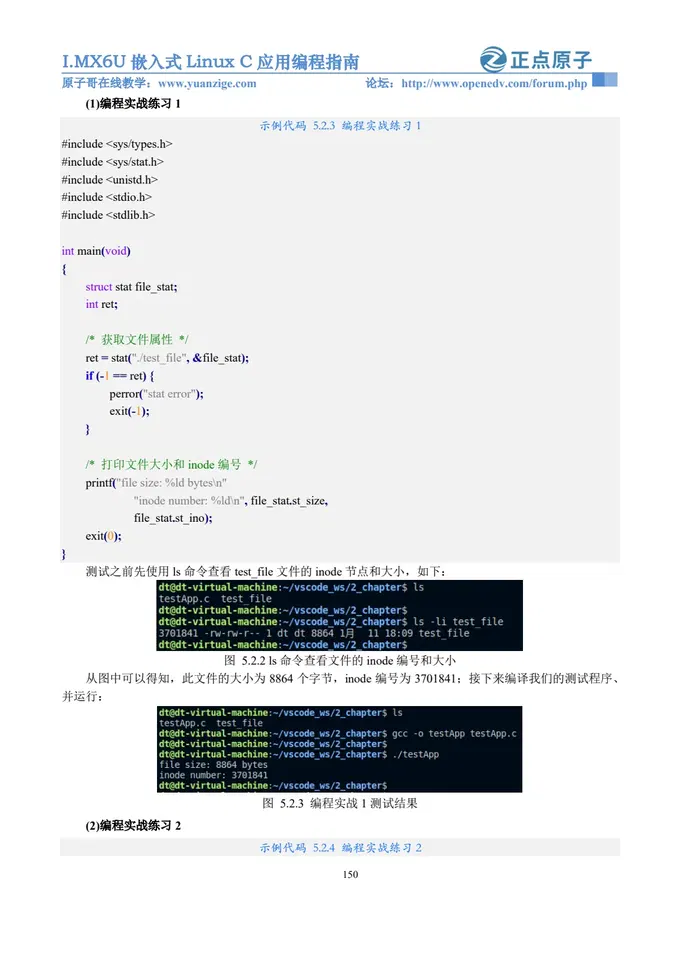 I.MX6U 嵌入式 Linux C 应用编程指南
正点原子
原子哥在线教学：www.yuanzige.com 论坛：http://www.openedv.com/forum.php
(1)编程实战练习 1
示例代码 5.2.3 编程实战练习 1
#include <sys/types.h>
#include <sys/stat.h>
#include <unistd.h>
#include <stdio.h>
#include <stdlib.h>
int main(void)
{
struct stat file_stat;
int ret;
/* 获取文件属性 */
ret = stat("./test_file", &file_stat);
if (-1 == ret) {
perror("stat error");
exit(-1);
}
/* 打印文件大小和 inode 编号 */
printf("file size: %ld bytes\n"
"inode number: %ld\n", file_stat.st_size,
file_stat.st_ino);
exit(0);
}
测试之前先使用 ls 命令查看 test_file 文件的 inode 节点和大小，如下：
dt@dt-virtual-machine:~/vscode_ws/2_chapter$ ls
testApp.c test_file
dt@dt-virtual-machine:~/vscode_ws/2_chapter$
dt@dt-virtual-machine:~/vscode_ws/2_chapter$ ls -li test_file
3701841 -rw-rw-r-- 1 dt dt 8864 1月 11 18:09 test_file
dt@dt-virtual-machine:~/vscode_ws/2_chapter$
图 5.2.2 ls 命令查看文件的 inode 编号和大小
从图中可以得知，此文件的大小为 8864 个字节，inode 编号为 3701841；接下来编译我们的测试程序、
并运行：
dt@dt-virtual-machine:~/vscode_ws/2_chapter$ ls
testApp.c test_file
dt@dt-virtual-machine:~/vscode_ws/2_chapter$ gcc -o testApp testApp.c
dt@dt-virtual-machine:~/vscode_ws/2_chapter$
dt@dt-virtual-machine:~/vscode_ws/2_chapter$ ./testApp
file size: 8864 bytes
inode number: 3701841
dt@dt-virtual-machine:~/vscode_ws/2_chapter$
图 5.2.3 编程实战 1 测试结果
(2)编程实战练习 2
示例代码 5.2.4 编程实战练习 2
150